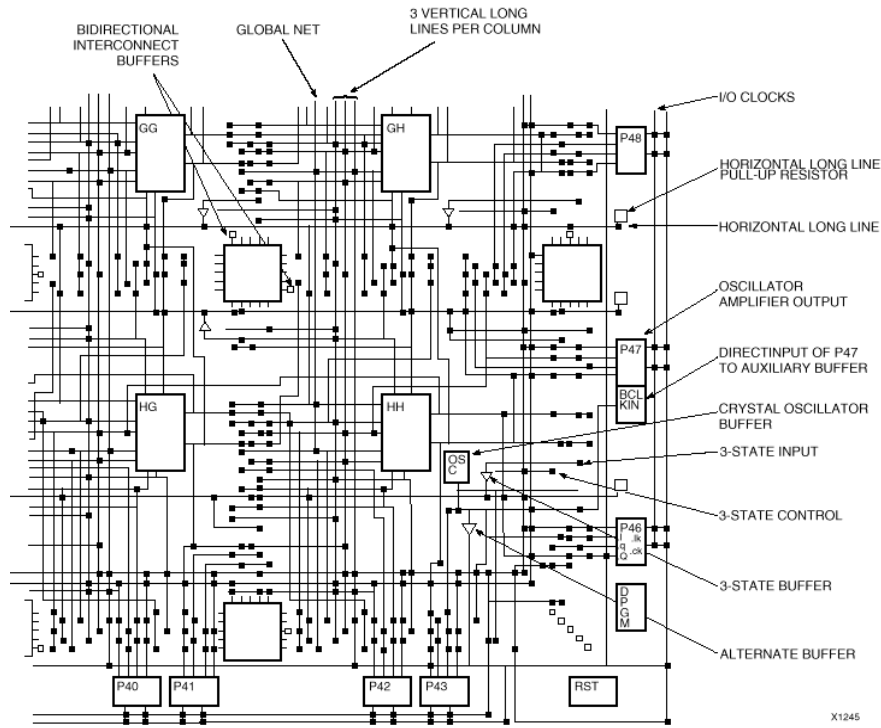 BIDIRECTIONAL
INTERCONNECT
BUFFERS
GLOBAL NET
3 VERTICAL LONG
LINES PER COLUMN
I/O CLOCKS
GG
GH
P48
HORIZONTAL LONG LINE
PULL-UP RESISTOR
HORIZONTAL LONG LINE
OSCILLATOR
AMPLIFIER OUTPUT
P47
DIRECTINPUT OF P47
TO AUXILIARY BUFFER
BCL
KIN
HG
HH
CRYSTAL OSCILLATOR
BUFFER
OS
C
3-STATE INPUT
3-STATE CONTROL
P46
I .lk
q
Q .ck
3-STATE BUFFER
D
P
G
M
ALTERNATE BUFFER
P40
P41
P42
P43
RST
X1245